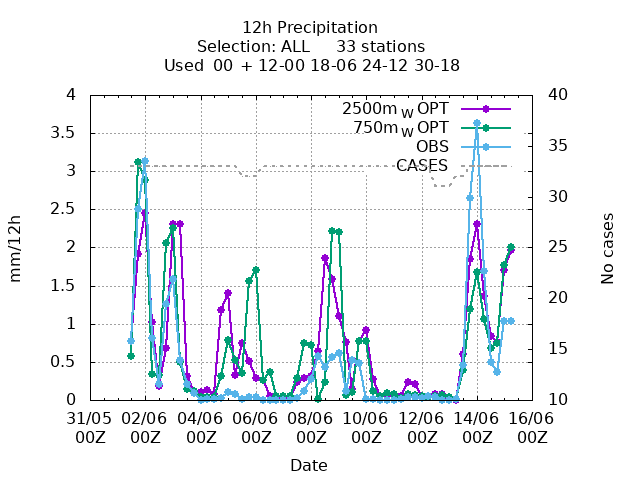 12h Precipitation
Selection: ALL 33 stations
Used 00 + 12-00 18-06 24-12 30-18
2500m_W OPT
750m_W OPT
OBS
CASES
mm/12h
No cases
4
3.5
3
2.5
2
1.5
1
0.5
0
40
35
30
25
20
15
10
31/05 02/06 04/06 06/06 08/06 10/06 12/06 14/06 16/06
00Z 00Z 00Z 00Z 00Z 00Z 00Z 00Z 00Z
Date